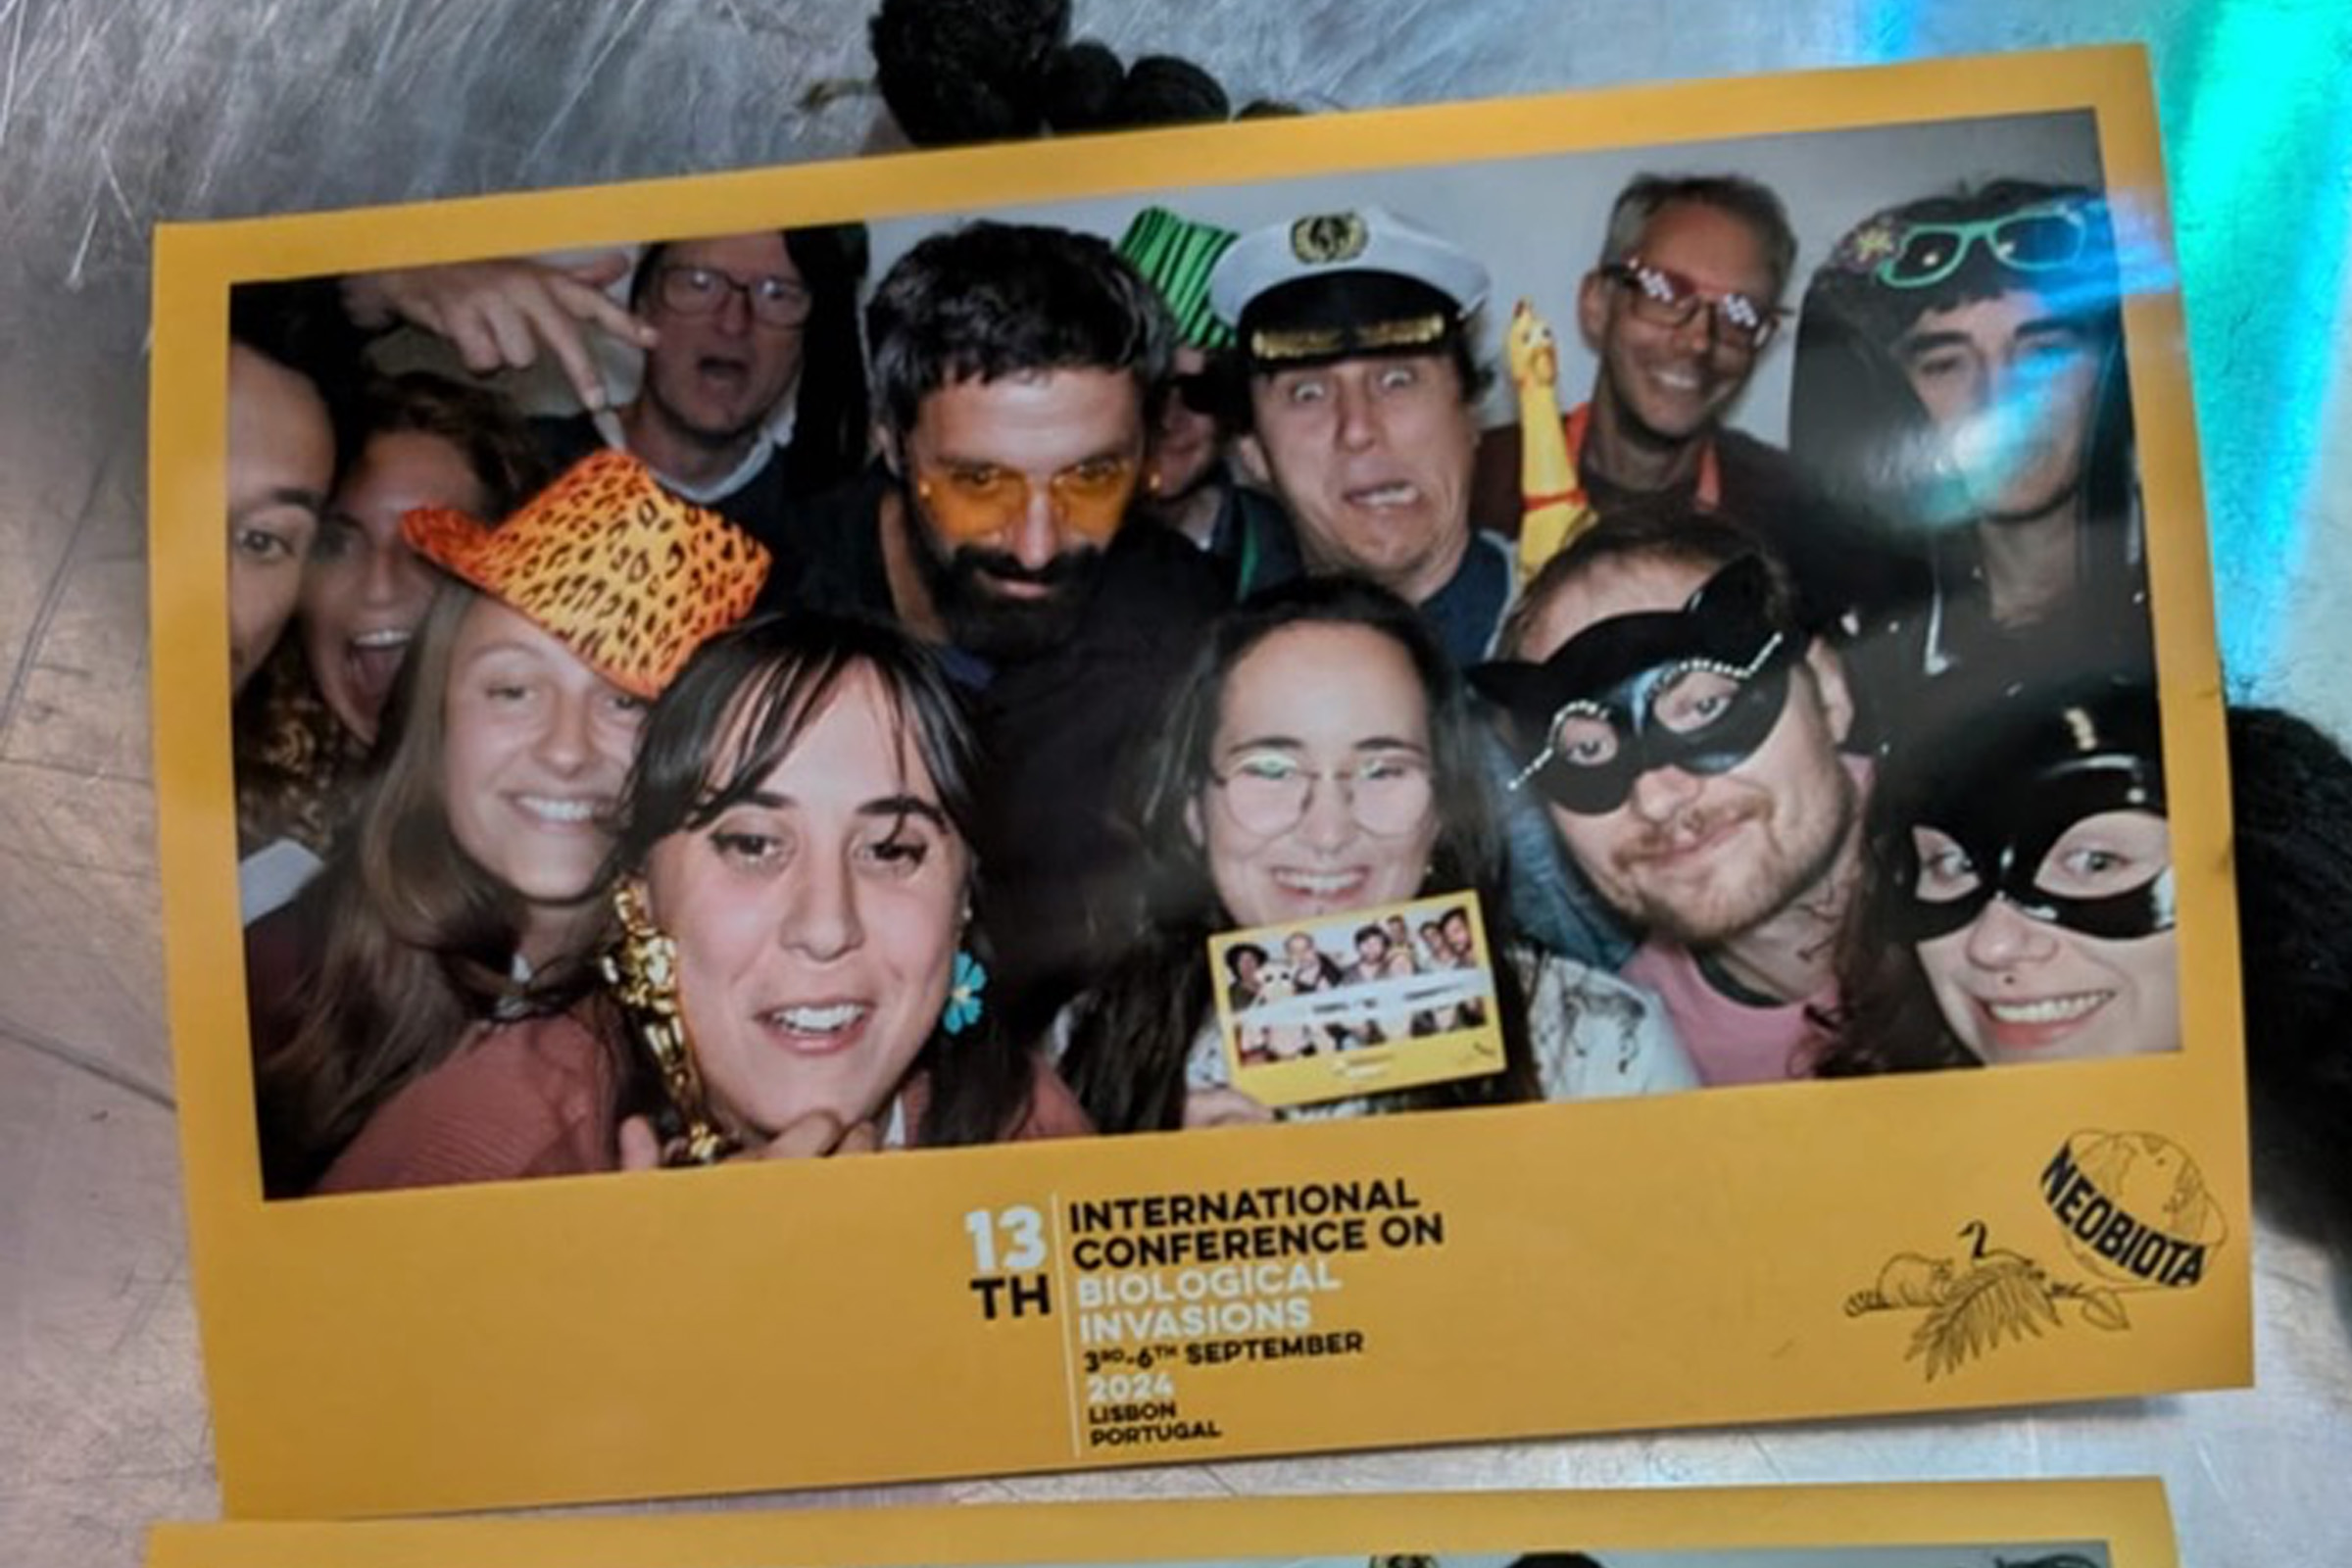 13
TH
INTERNATIONAL
CONFERENCE ON
BIOLOGICAL
INVASIONS
3RD-6TH SEPTEMBER
2024
LISBON
PORTUGAL
NEOBIOTA